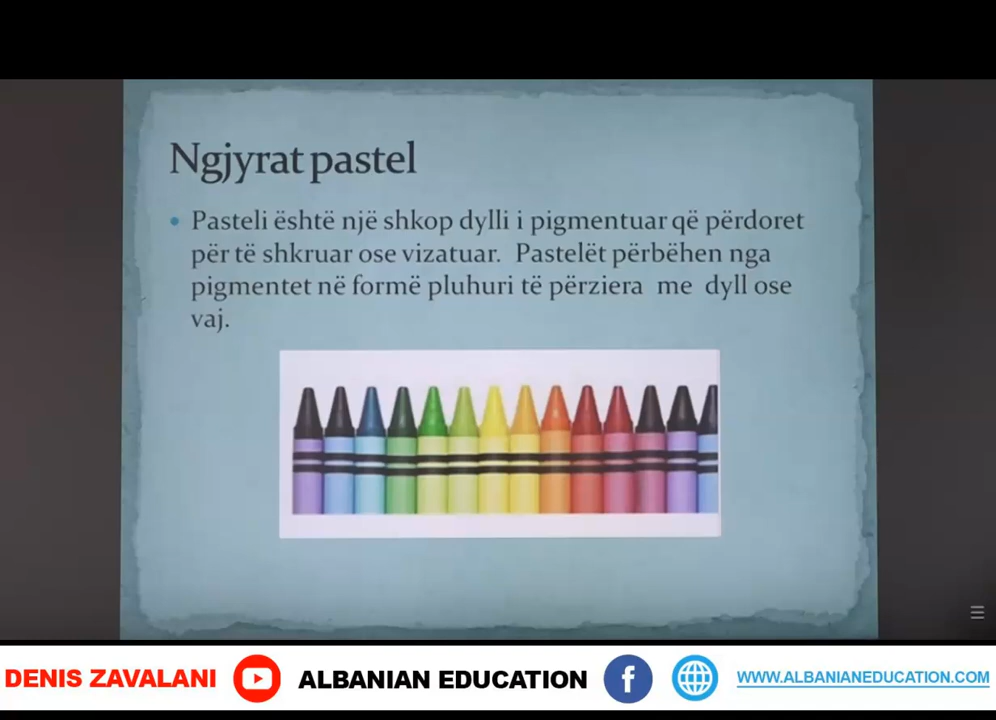 Ngjyrat pastel
• Pasteli është një shkop dylli i pigmentuar që përdoret
për të shkruar ose vizatuar. Pastelët përbëhen nga
pigmentet në formë pluhuri të përziera me dyll ose
vaj.
DENIS ZAVALANI ALBANIAN EDUCATION WWW.ALBANIANEDUCATION.COM